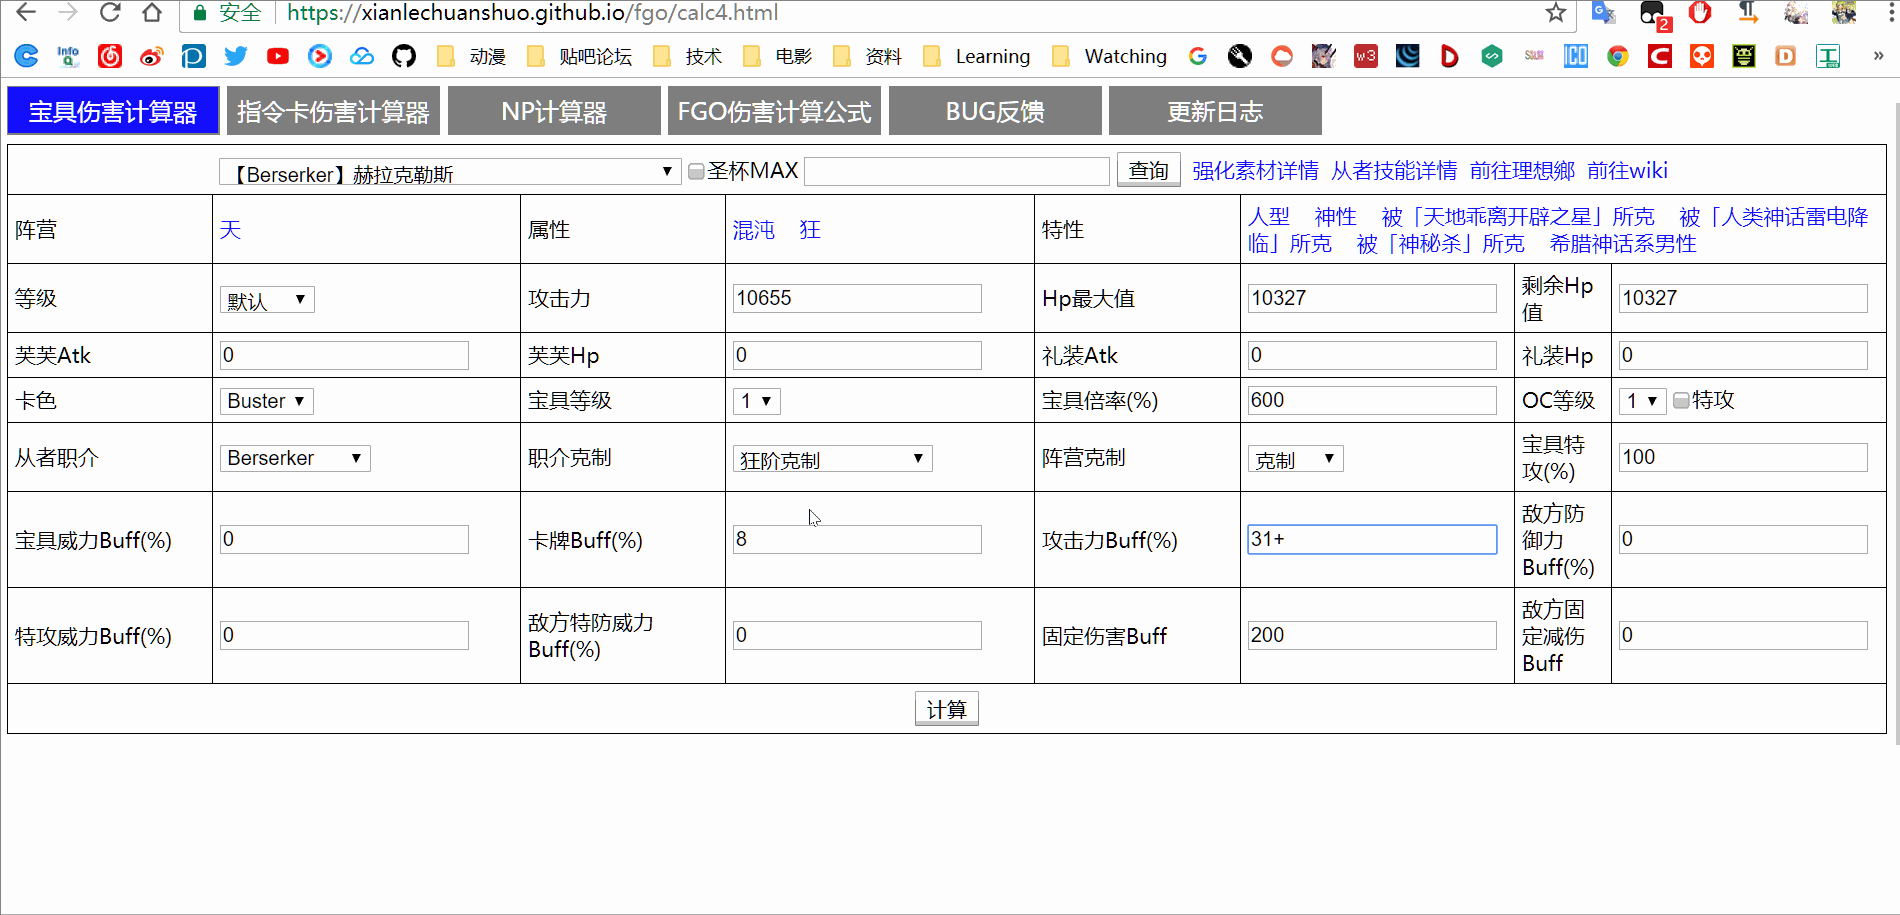 安全 https://xianlechuanshuo.github.io/fgo/calc4.html
2
Info Q 动漫 贴吧论坛 技术 电影 资料 Learning Watching w3 ICO »
宝具伤害计算器 指令卡伤害计算器 NP计算器 FGO伤害计算公式 BUG反馈 更新日志
【Berserker】赫拉克勒斯 圣杯MAX 查询 强化素材详情 从者技能详情 前往理想鄉 前往wiki
阵营 天 属性 混沌 狂 特性 人型 神性 被「天地乖离开辟之星」所克 被「人类神话雷电降
临」所克 被「神秘杀」所克 希腊神话系男性
等级 默认 攻击力 10655 Hp最大值 10327 剩余Hp
值 10327
芙芙Atk 0 芙芙Hp 0 礼装Atk 0 礼装Hp 0
卡色 Buster 宝具等级 1 宝具倍率(%) 600 OC等级 1 特攻
从者职介 Berserker 职介克制 狂阶克制 阵营克制 克制 宝具特
攻(%) 100
宝具威力Buff(%) 0 卡牌Buff(%) 8 攻击力Buff(%) 31+ 敌方防
御力
Buff(%) 0
特攻威力Buff(%) 0 敌方特防威力
Buff(%) 0 固定伤害Buff 200 敌方固
定减伤
Buff 0
计算